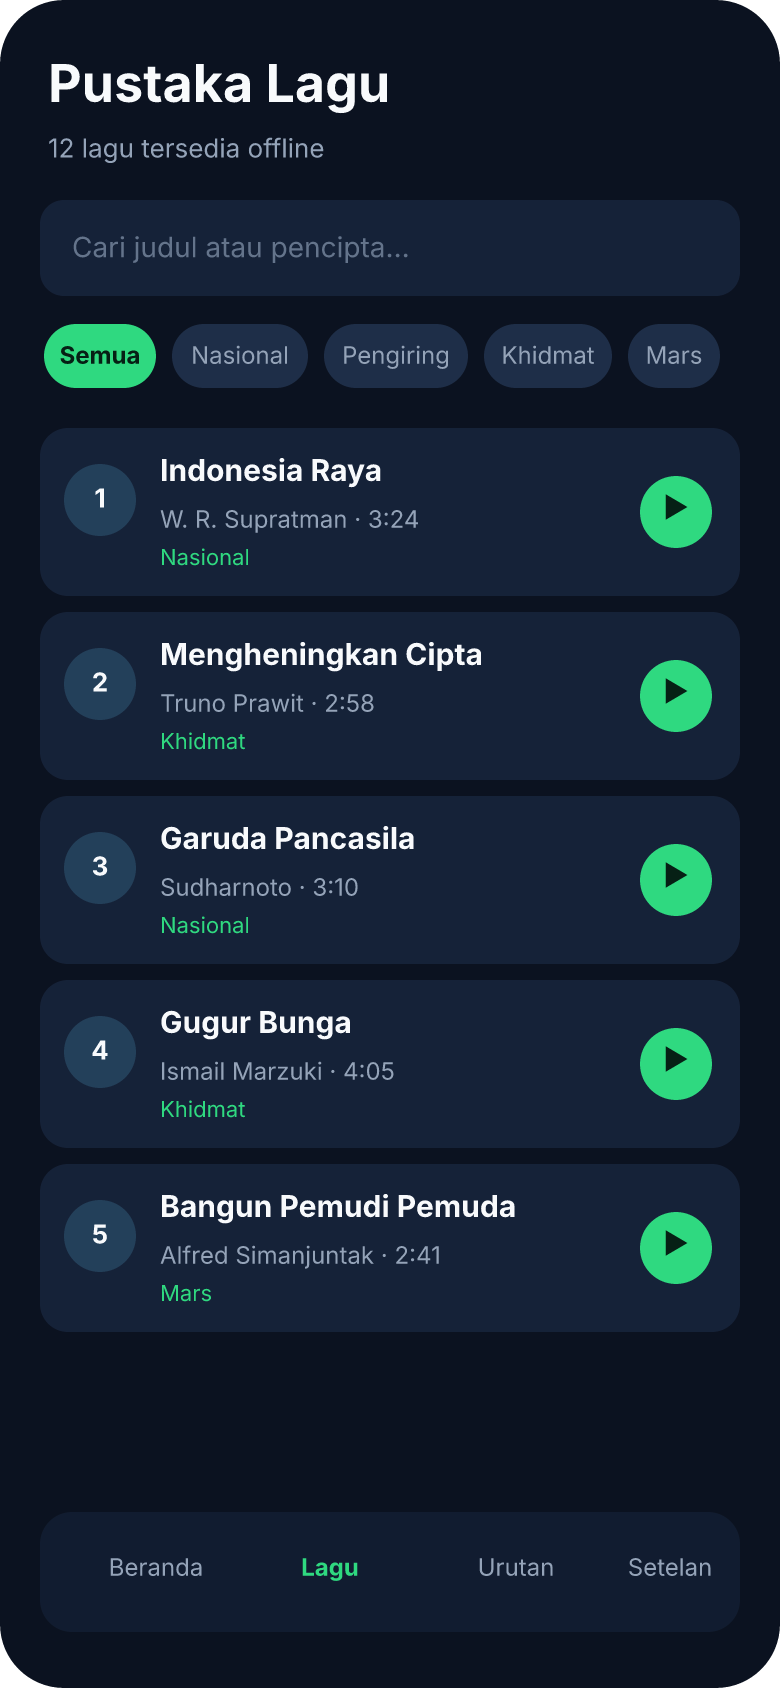 Pustaka Lagu
12 lagu tersedia offline
Cari judul atau pencipta...
Semua Nasional Pengiring Khidmat Mars
1
Indonesia Raya
W. R. Supratman · 3:24
Nasional
2
Mengheningkan Cipta
Truno Prawit · 2:58
Khidmat
3
Garuda Pancasila
Sudharnoto · 3:10
Nasional
4
Gugur Bunga
Ismail Marzuki · 4:05
Khidmat
5
Bangun Pemudi Pemuda
Alfred Simanjuntak · 2:41
Mars
Beranda Lagu Urutan Setelan